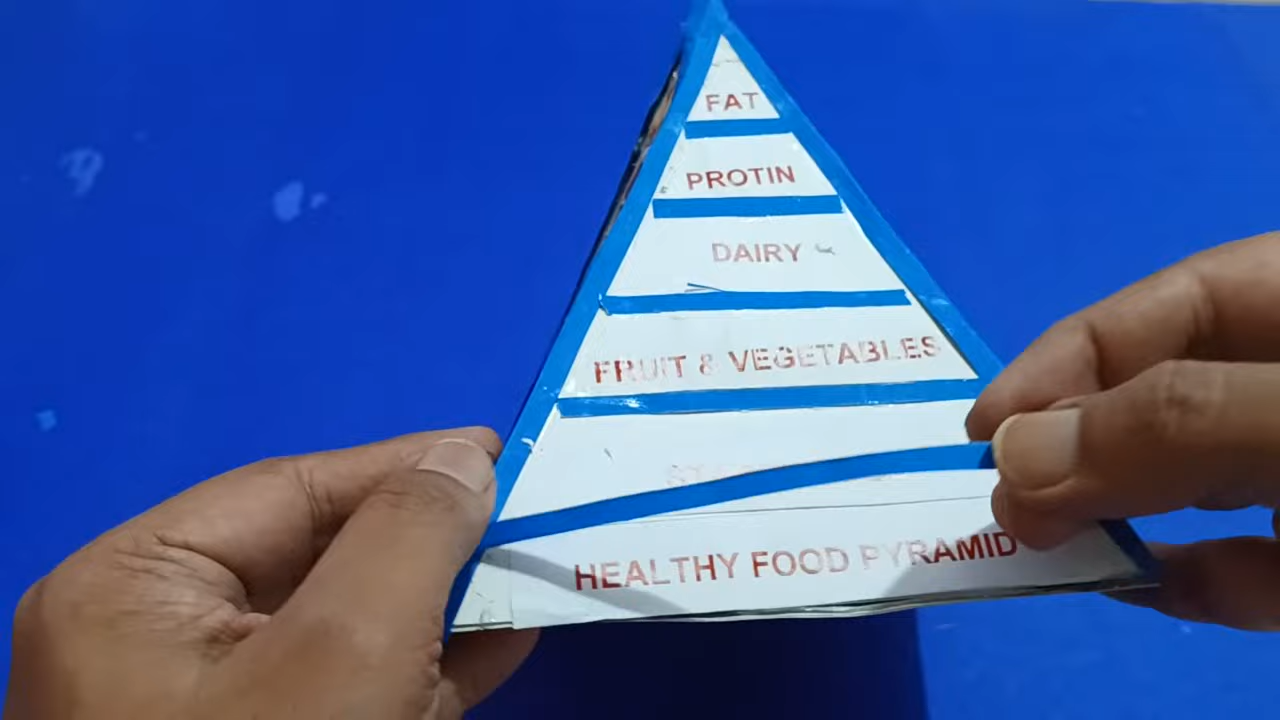 FAT
PROTIN
DAIRY
FRUIT & VEGETABLES
HEALTHY FOOD PYRAMID